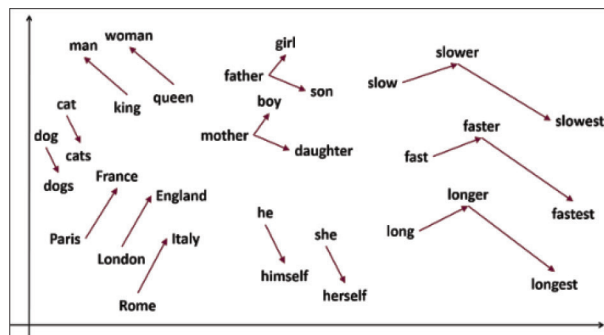 man
woman
king
queen
cat
cats
dog
dogs
France
England
Italy
Paris
London
Rome
girl
father
son
boy
mother
daughter
he
himself
she
herself
slower
slow
slowest
faster
fast
fastest
longer
long
longest